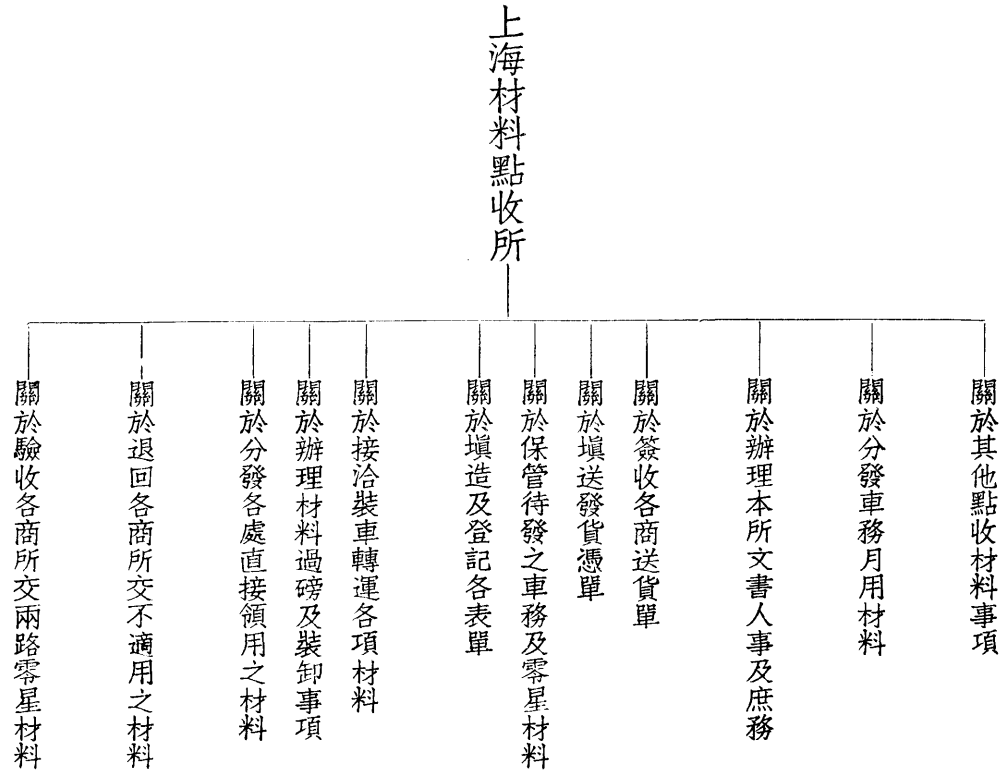 上海材料點收所
關於驗收各商所交兩路零星材料
關於退回各商所交不適用之材料
關於分發各處直接領用之材料
關於辦理材料過磅及裝卸事項
關於接洽裝車轉運各項材料
關於填造及登記各表單
關於保管待發之車務及零星材料
關於填送發貨憑單
關於簽收各商送貨單
關於辦理本所文書人事及庶務
關於分發車務月用材料
關於其他點收材料事項